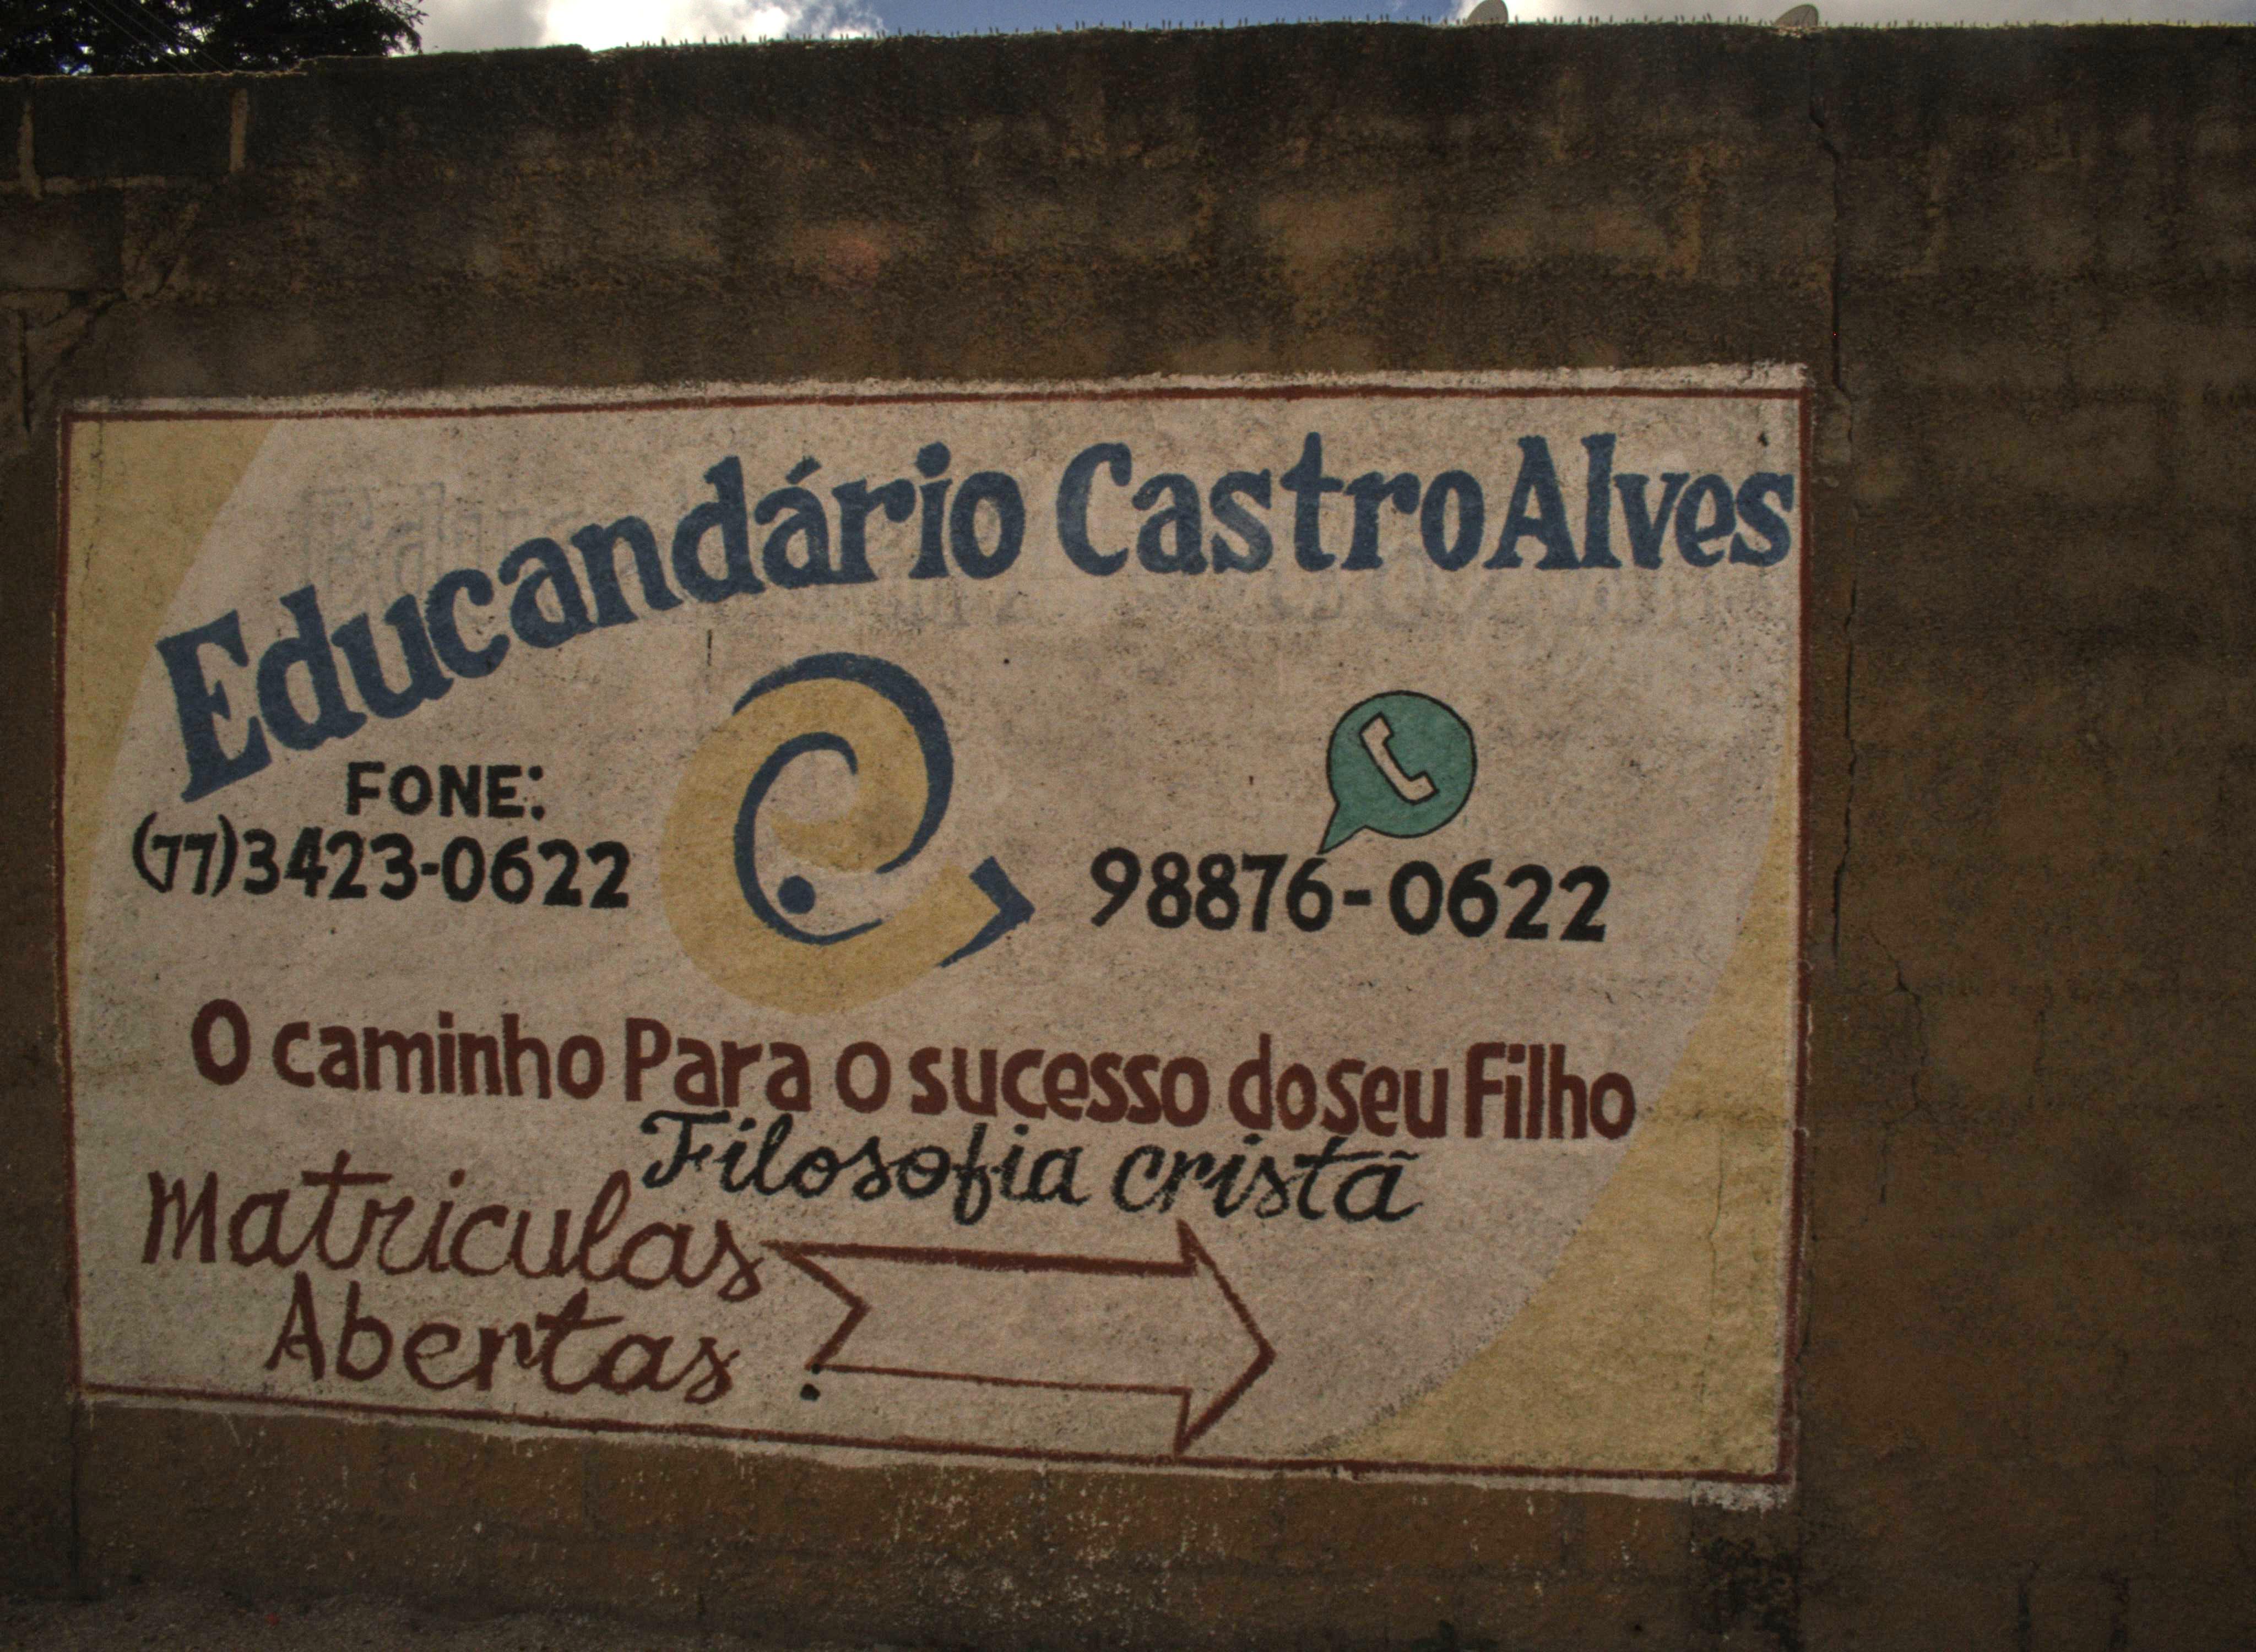 Educandário Castro Alves
FONE:
(77)3423-0622
98876-0622
O caminho Para o sucesso do seu Filho
Filosofia cristã
Matriculas
Abertas